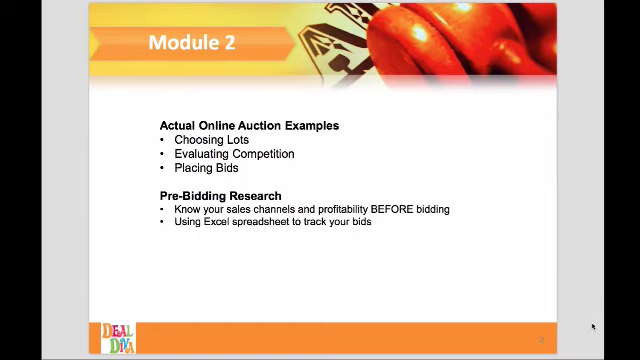 Module 2
Actual Online Auction Examples
• Choosing Lots
• Evaluating Competition
• Placing Bids
Pre-Bidding Research
• Know your sales channels and profitability BEFORE bidding
• Using Excel spreadsheet to track your bids
DEAL
DIVA
2